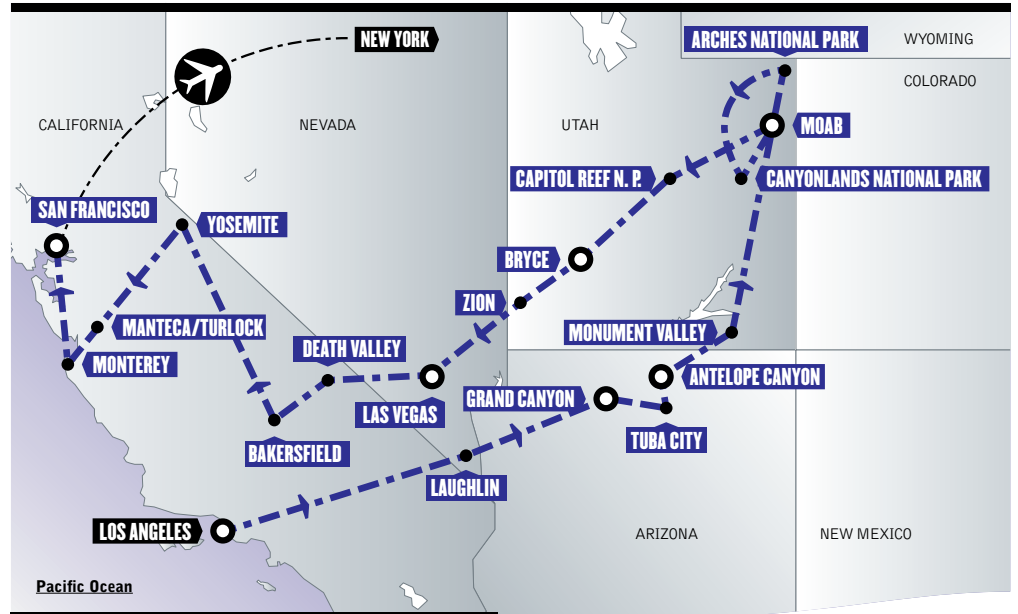 NEW YORK
ARCHES NATIONAL PARK
WYOMING
COLORADO
CALIFORNIA
NEVADA
UTAH
MOAB
CAPITOL REEF N. P.
CANYONLANDS NATIONAL PARK
SAN FRANCISCO
YOSEMITE
BRYCE
ZION
MANTECA/TURLOCK
MONUMENT VALLEY
DEATH VALLEY
MONTEREY
ANTELOPE CANYON
GRAND CANYON
LAS VEGAS
TUBA CITY
BAKERSFIELD
LAUGHLIN
LOS ANGELES
ARIZONA
NEW MEXICO
Pacific Ocean